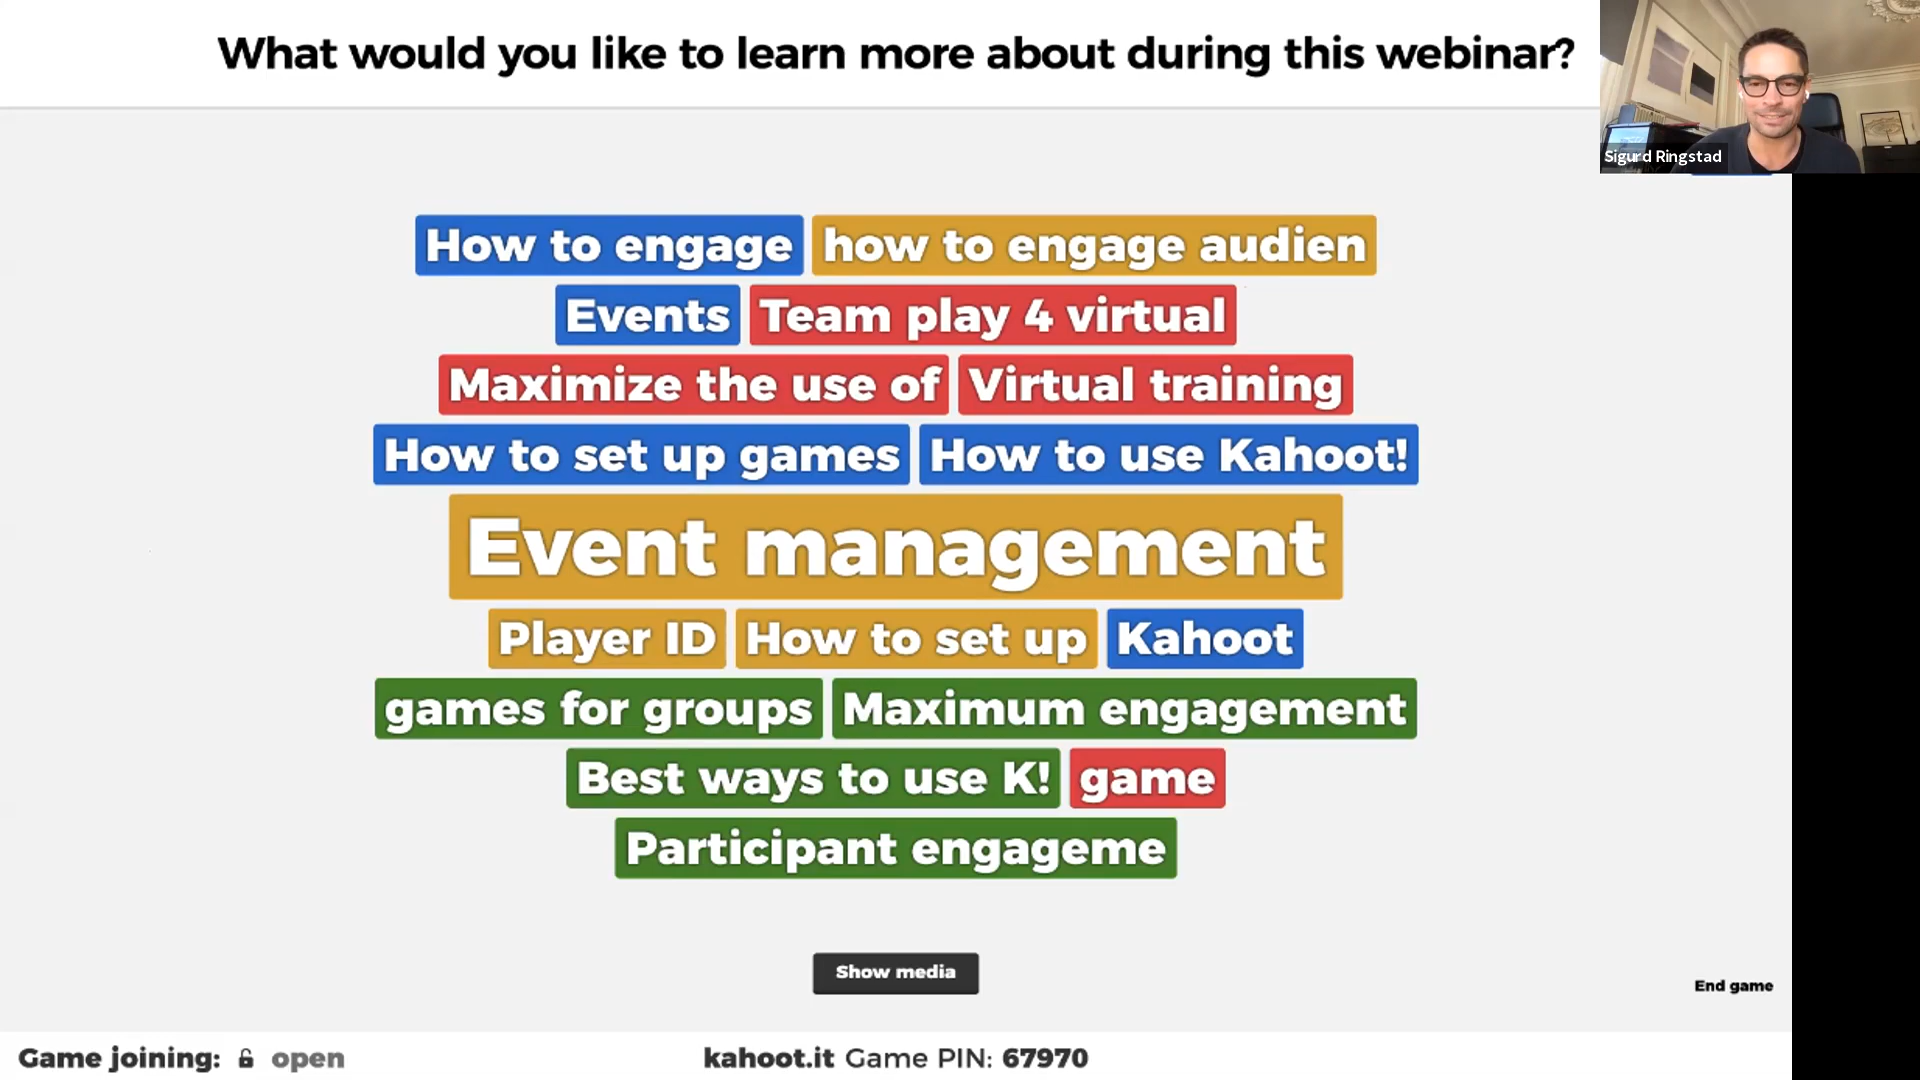 What would you like to learn more about during this webinar?
Sigurd Ringstad
How to engage how to engage audien
Events Team play 4 virtual
Maximize the use of Virtual training
How to set up games How to use Kahoot!
Event management
Player ID How to set up Kahoot
games for groups Maximum engagement
Best ways to use K! game
Participant engageme
Show media
End game
Game joining: open kahoot.it Game PIN: 67970